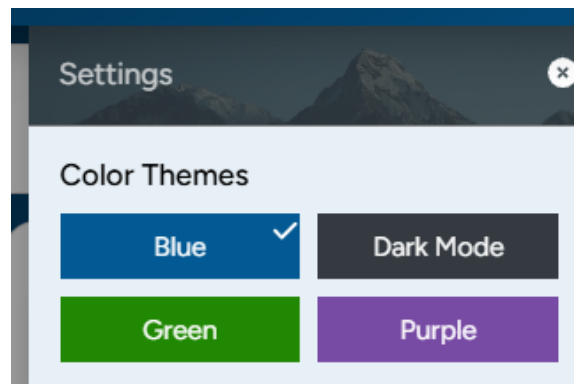 Settings
Color Themes
Blue
Dark Mode
Green
Purple